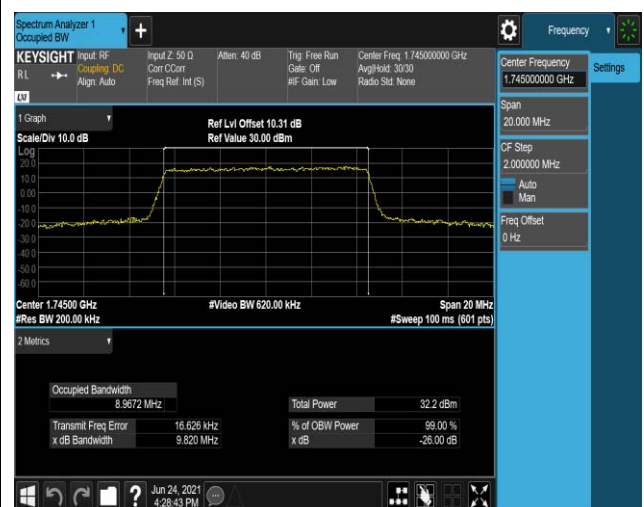 Spectrum Analyzer 1
Occupied BW
Frequency
KEYSIGHT
RL
Input: RF
Coupling: DC
Align: Auto
Input Z: 50 Ω
Corr CCorr
Freq Ref: Int (S)
Atten: 40 dB
Trig: Free Run
Gate: Off
#IF Gain: Low
Center Freq: 1.745000000 GHz
Avg|Hold: 30/30
Radio Std: None
Center Frequency
1.745000000 GHz
Settings
Span
20.000 MHz
CF Step
2.000000 MHz
Auto
Man
Freq Offset
0 Hz
1 Graph
Scale/Div 10.0 dB
Ref Lvl Offset 10.31 dB
Ref Value 30.00 dBm
Log
20.0
10.0
0.00
-10.0
-20.0
-30.0
-40.0
-50.0
-60.0
Center 1.74500 GHz
#Res BW 200.00 kHz
#Video BW 620.00 kHz
Span 20 MHz
#Sweep 100 ms (601 pts)
2 Metrics
Occupied Bandwidth
8.9672 MHz
Total Power 32.2 dBm
Transmit Freq Error 16.626 kHz
% of OBW Power 99.00 %
x dB Bandwidth 9.820 MHz
x dB -26.00 dB
?
Jun 24, 2021
4:28:43 PM